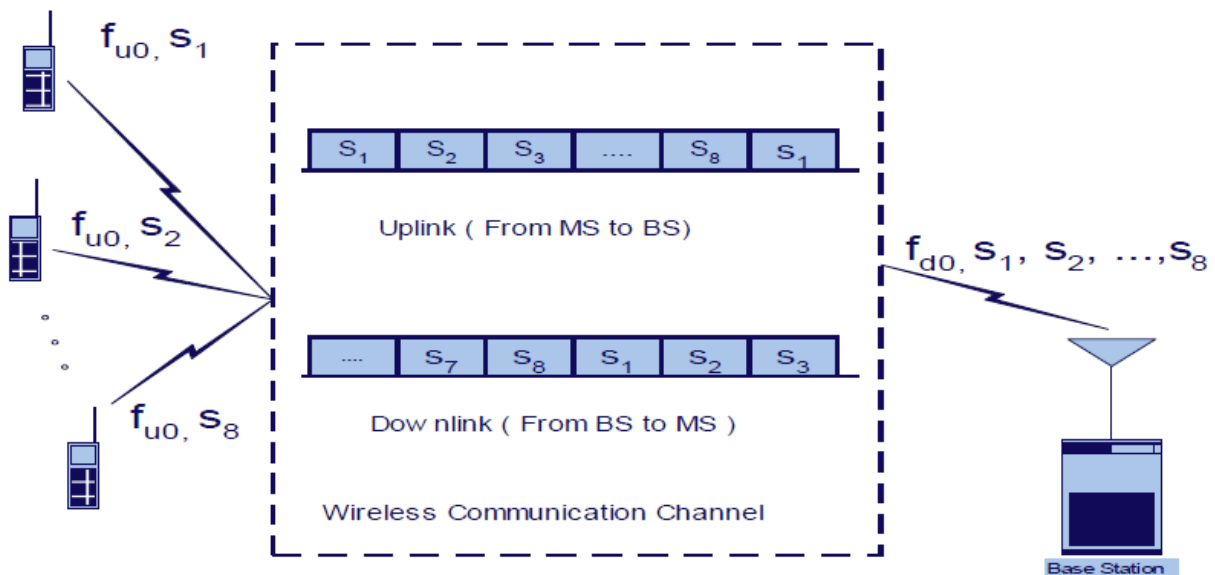 f_u0, s_1
S_1 S_2 S_3 .... S_8 s_1
Uplink ( From MS to BS)
f_u0, s_2
f_d0, s_1, s_2, ...,s_8
.... s_7 s_8 s_1 s_2 s_3
f_u0, s_8
Dow nlink ( From BS to MS )
Wireless Communication Channel
Base Station